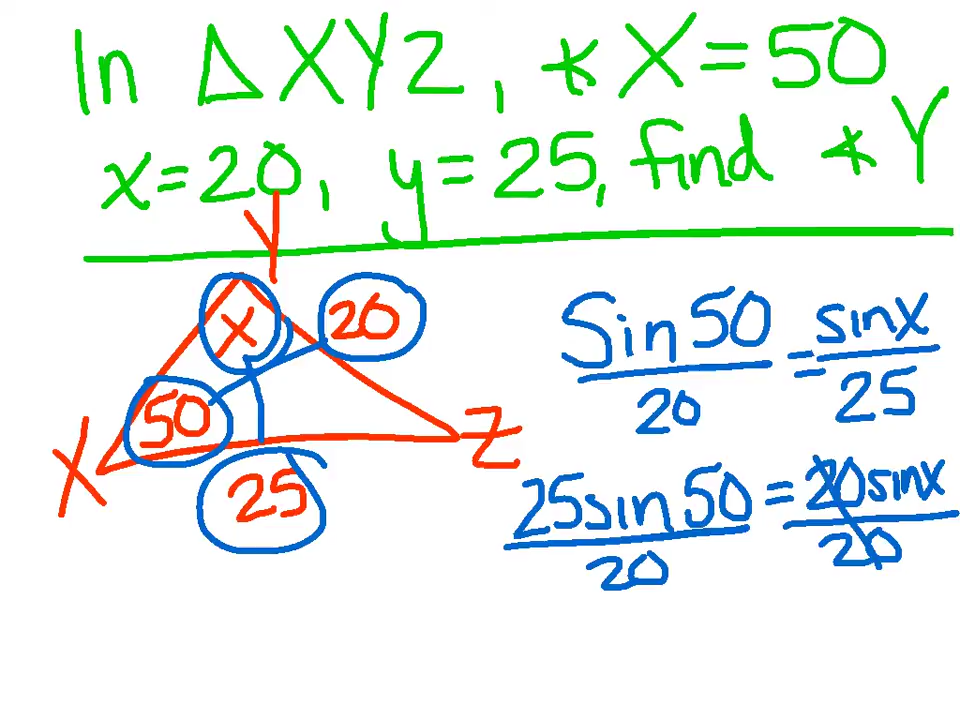 In ΔXYZ, ∡X=50
x=20, y=25, find ∡Y
Y
x 20
50
X Z
25
Sin50/20 = sinx/25
25sin50/20 = 20sinx/20